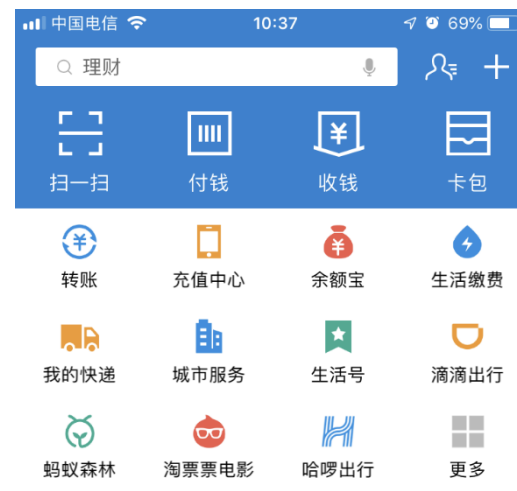 中国电信 10:37 69%
理财
扫一扫 付钱 收钱 卡包
转账 充值中心 余额宝 生活缴费
我的快递 城市服务 生活号 滴滴出行
蚂蚁森林 淘票票电影 哈啰出行 更多